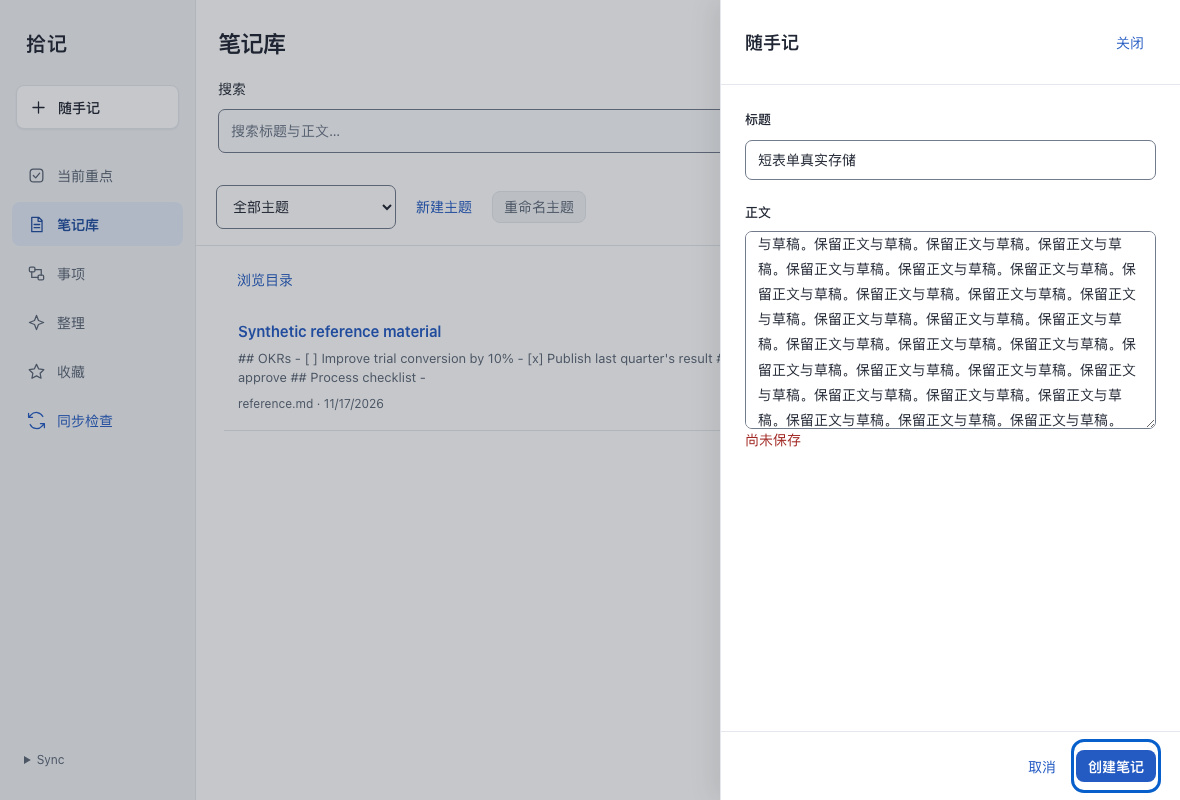 拾记
随手记
当前重点
笔记库
事项
整理
收藏
同步检查
Sync
笔记库
搜索
搜索标题与正文...
全部主题
新建主题
重命名主题
浏览目录
Synthetic reference material
## OKRs - [ ] Improve trial conversion by 10% - [x] Publish last quarter's result
approve ## Process checklist -
reference.md · 11/17/2026
随手记
关闭
标题
短表单真实存储
正文
与草稿。保留正文与草稿。保留正文与草稿。保留正文与草
稿。保留正文与草稿。保留正文与草稿。保留正文与草稿。保
留正文与草稿。保留正文与草稿。保留正文与草稿。保留正文
与草稿。保留正文与草稿。保留正文与草稿。保留正文与草
稿。保留正文与草稿。保留正文与草稿。保留正文与草稿。保
留正文与草稿。保留正文与草稿。保留正文与草稿。保留正文
与草稿。保留正文与草稿。保留正文与草稿。保留正文与草
稿。保留正文与草稿。保留正文与草稿。保留正文与草稿。
尚未保存
取消
创建笔记